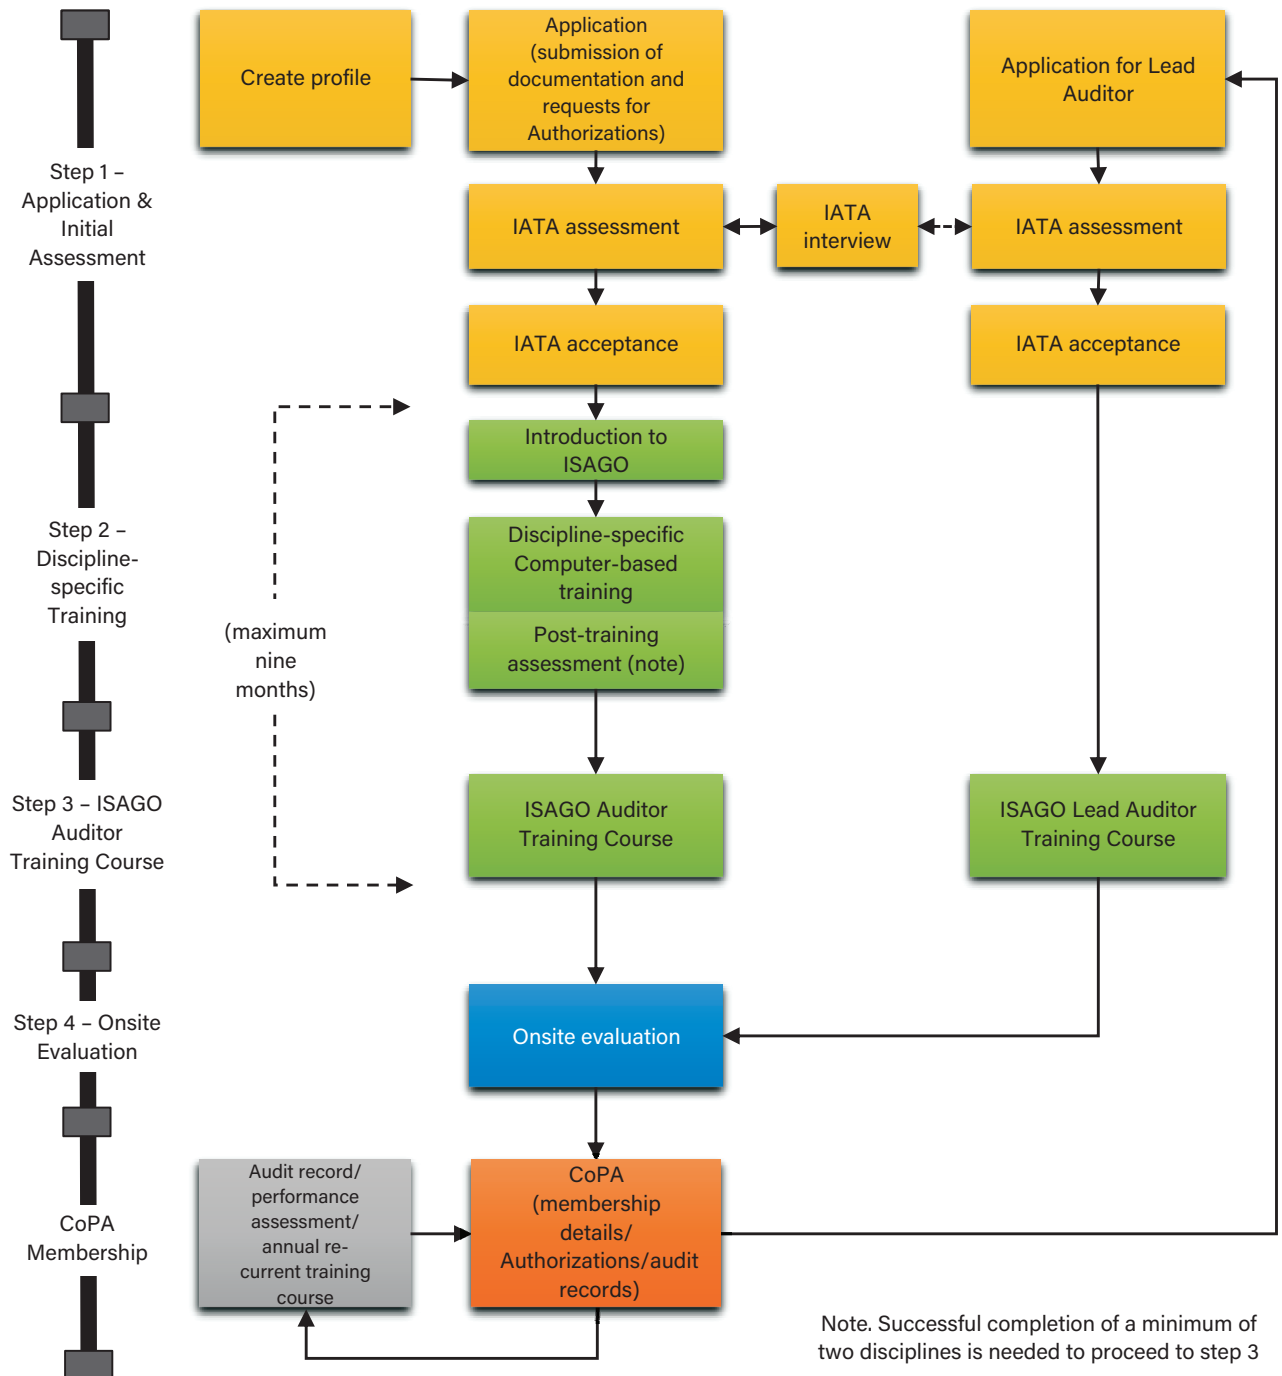 Create profile
Application
(submission of
documentation and
requests for
Authorizations)
Application for Lead
Auditor
Step 1 –
Application &
Initial
Assessment
IATA assessment
IATA
interview
IATA assessment
IATA acceptance
IATA acceptance
Introduction to
ISAGO
Step 2 –
Discipline-
specific
Training
Discipline-specific
Computer-based
training
Post-training
assessment (note)
(maximum
nine
months)
Step 3 – ISAGO
Auditor
Training Course
ISAGO Auditor
Training Course
ISAGO Lead Auditor
Training Course
Step 4 – Onsite
Evaluation
Onsite evaluation
CoPA
Membership
Audit record/
performance
assessment/
annual re-
current training
course
CoPA
(membership
details/
Authorizations/audit
records)
Note. Successful completion of a minimum of
two disciplines is needed to proceed to step 3